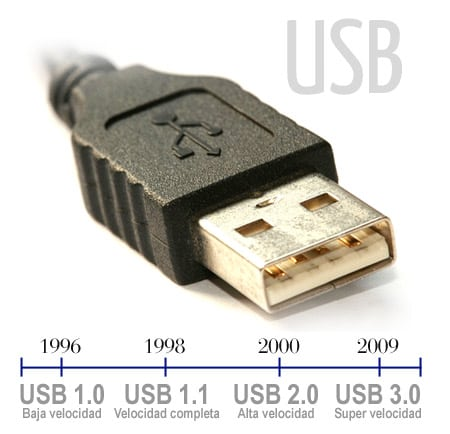 USB
1996 1998 2000 2009
USB 1.0 USB 1.1 USB 2.0 USB 3.0
Baja velocidad Velocidad completa Alta velocidad Super velocidad